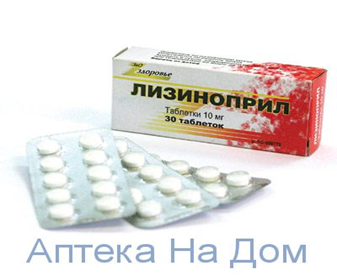 здоровье
ЛИЗИНОПРИЛ
Таблетки 10 мг
30 таблеток
Аптека На Дом